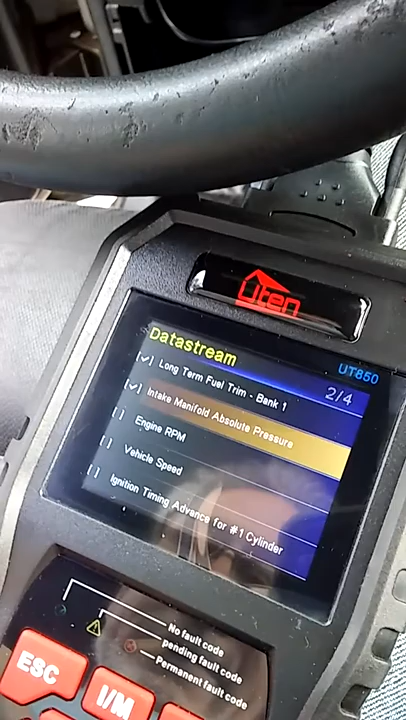 Uten
Datastream
UT850
2/4
[✓] Long Term Fuel Trim - Bank 1
[✓] Intake Manifold Absolute Pressure
[ ] Engine RPM
[ ] Vehicle Speed
[ ] Ignition Timing Advance for #1 Cylinder
No fault code
pending fault code
Permanent fault code
ESC
I/M